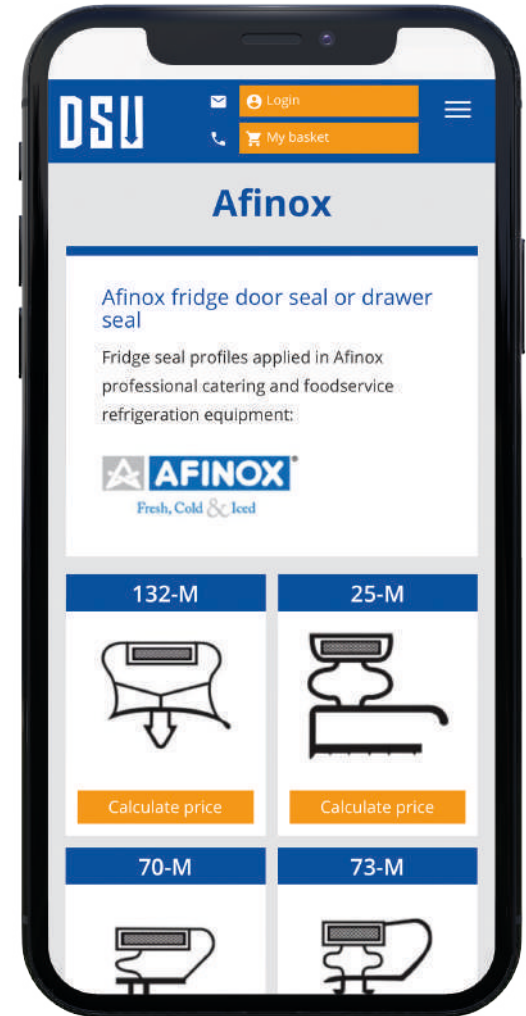 DSU
Login
My basket
Afinox
Afinox fridge door seal or drawer
seal
Fridge seal profiles applied in Afinox
professional catering and foodservice
refrigeration equipment:
AFINOX
Fresh, Cold & Iced
132-M
25-M
Calculate price
Calculate price
70-M
73-M